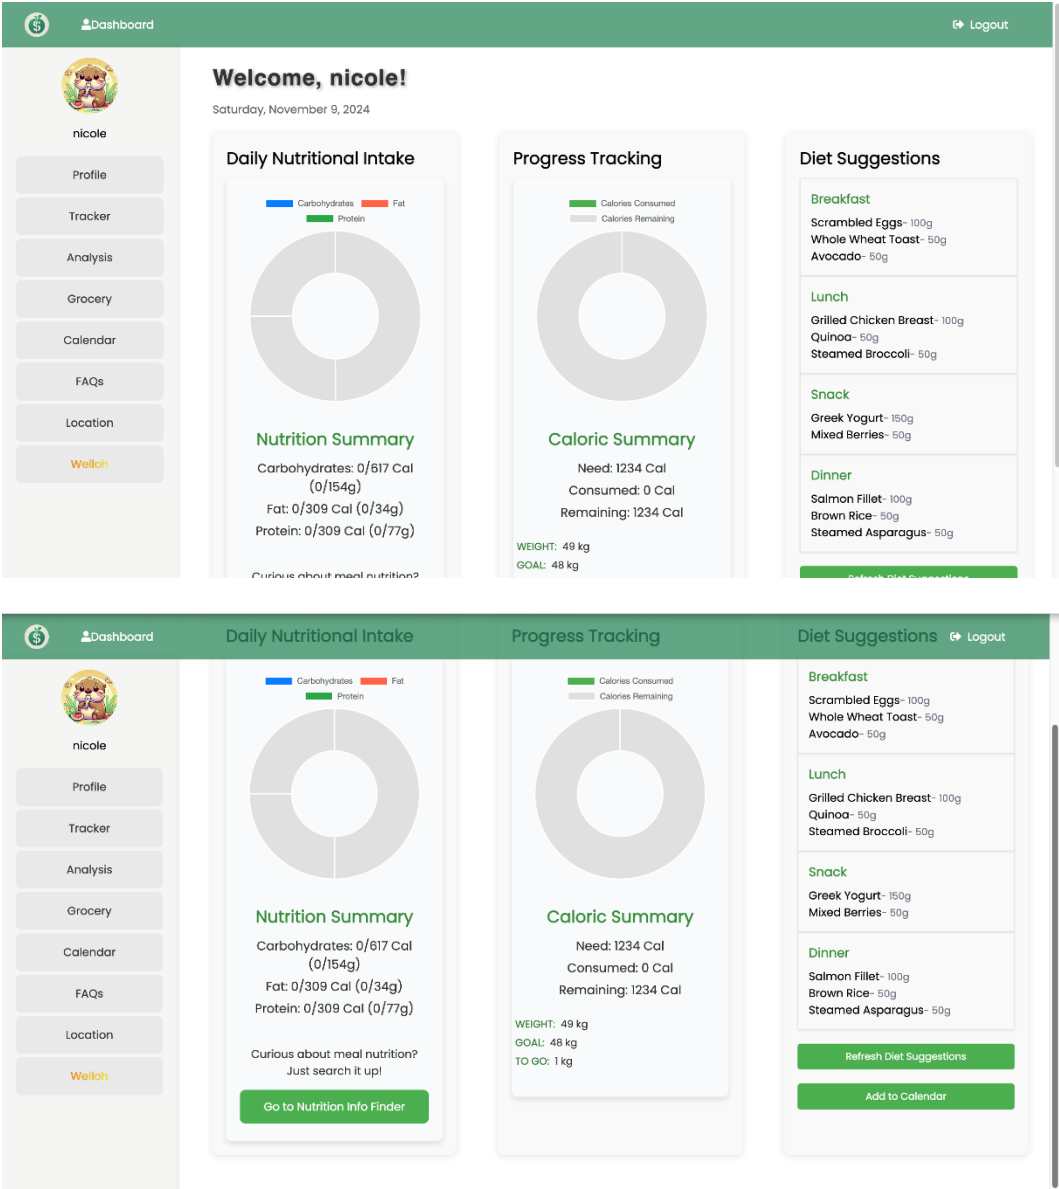 $
Dashboard
Logout
nicole
Profile
Tracker
Analysis
Grocery
Calendar
FAQs
Location
Welloh
Welcome, nicole!
Saturday, November 9, 2024
Daily Nutritional Intake
Carbohydrates Fat
Protein
Nutrition Summary
Carbohydrates: 0/617 Cal
(0/154g)
Fat: 0/309 Cal (0/34g)
Protein: 0/309 Cal (0/77g)
Curious about meal nutrition?
Progress Tracking
Calories Consumed
Calories Remaining
Caloric Summary
Need: 1234 Cal
Consumed: 0 Cal
Remaining: 1234 Cal
WEIGHT: 49 kg
GOAL: 48 kg
Diet Suggestions
Breakfast
Scrambled Eggs- 100g
Whole Wheat Toast- 50g
Avocado- 50g
Lunch
Grilled Chicken Breast- 100g
Quinoa- 50g
Steamed Broccoli- 50g
Snack
Greek Yogurt- 150g
Mixed Berries- 50g
Dinner
Salmon Fillet- 100g
Brown Rice- 50g
Steamed Asparagus- 50g
Refresh Diet Suggestions
$
Dashboard
Logout
nicole
Profile
Tracker
Analysis
Grocery
Calendar
FAQs
Location
Welloh
Daily Nutritional Intake
Carbohydrates Fat
Protein
Nutrition Summary
Carbohydrates: 0/617 Cal
(0/154g)
Fat: 0/309 Cal (0/34g)
Protein: 0/309 Cal (0/77g)
Curious about meal nutrition?
Just search it up!
Go to Nutrition Info Finder
Progress Tracking
Calories Consumed
Calories Remaining
Caloric Summary
Need: 1234 Cal
Consumed: 0 Cal
Remaining: 1234 Cal
WEIGHT: 49 kg
GOAL: 48 kg
TO GO: 1 kg
Diet Suggestions
Breakfast
Scrambled Eggs- 100g
Whole Wheat Toast- 50g
Avocado- 50g
Lunch
Grilled Chicken Breast- 100g
Quinoa- 50g
Steamed Broccoli- 50g
Snack
Greek Yogurt- 150g
Mixed Berries- 50g
Dinner
Salmon Fillet- 100g
Brown Rice- 50g
Steamed Asparagus- 50g
Refresh Diet Suggestions
Add to Calendar